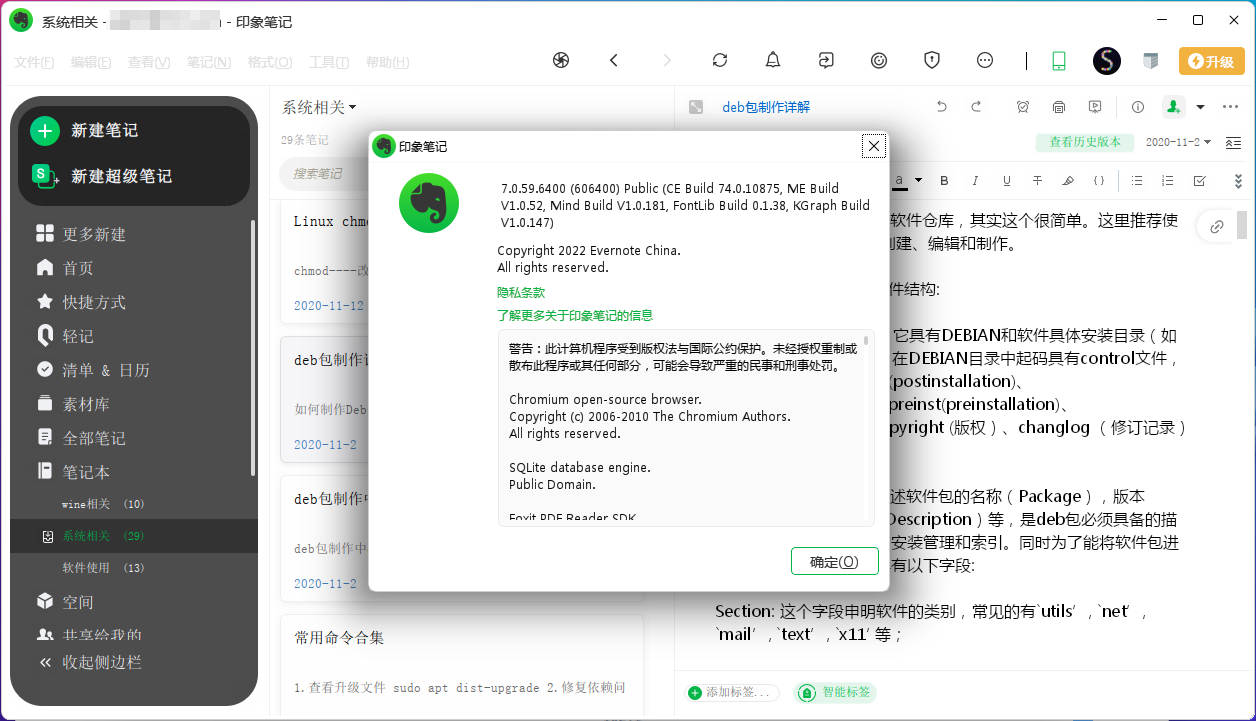 系统相关 -
- 印象笔记
文件(F) 编辑(E) 查看(V) 笔记(N) 格式(O) 工具(T) 帮助(H)
升级
新建笔记
S 新建超级笔记
更多新建
首页
快捷方式
轻记
清单 & 日历
素材库
全部笔记
笔记本
wine相关 (10)
系统相关 (29)
软件使用 (13)
空间
共享给我的
收起侧边栏
系统相关
29条笔记
搜索笔记
Linux chm
chmod----改
2020-11-12
deb包制作
如何制作Deb
2020-11-2
deb包制作
deb包制作中
2020-11-2
常用命令合集
1.查看升级文件 sudo apt dist-upgrade 2.修复依赖问
deb包制作详解
查看历史版本 2020-11-2
a B I U T
软件仓库，其实这个很简单。这里推荐使
建、编辑和制作。
件结构:
它具有DEBIAN和软件具体安装目录（如
在DEBIAN目录中起码具有control文件，
(postinstallation)、
preinst(preinstallation)、
pyright (版权）、changlog （ 修订记录 ）
述软件包的名称（ Package ），版本
Description ）等，是deb包必须具备的描
安装管理和索引。同时为了能将软件包进
有以下字段:
Section: 这个字段申明软件的类别，常见的有`utils’，`net’，
`mail’，`text’，`x11’ 等；
添加标签...
智能标签
印象笔记
7.0.59.6400 (606400) Public (CE Build 74.0.10875, ME Build
V1.0.52, Mind Build V1.0.181, FontLib Build 0.1.38, KGraph Build
V1.0.147)
Copyright 2022 Evernote China.
All rights reserved.
隐私条款
了解更多关于印象笔记的信息
警告：此计算机程序受到版权法与国际公约保护。未经授权重制或
散布此程序或其任何部分，可能会导致严重的民事和刑事处罚。
Chromium open-source browser.
Copyright (c) 2006-2010 The Chromium Authors.
All rights reserved.
SQLite database engine.
Public Domain.
Foxit PDF Reader SDK
确定(O)